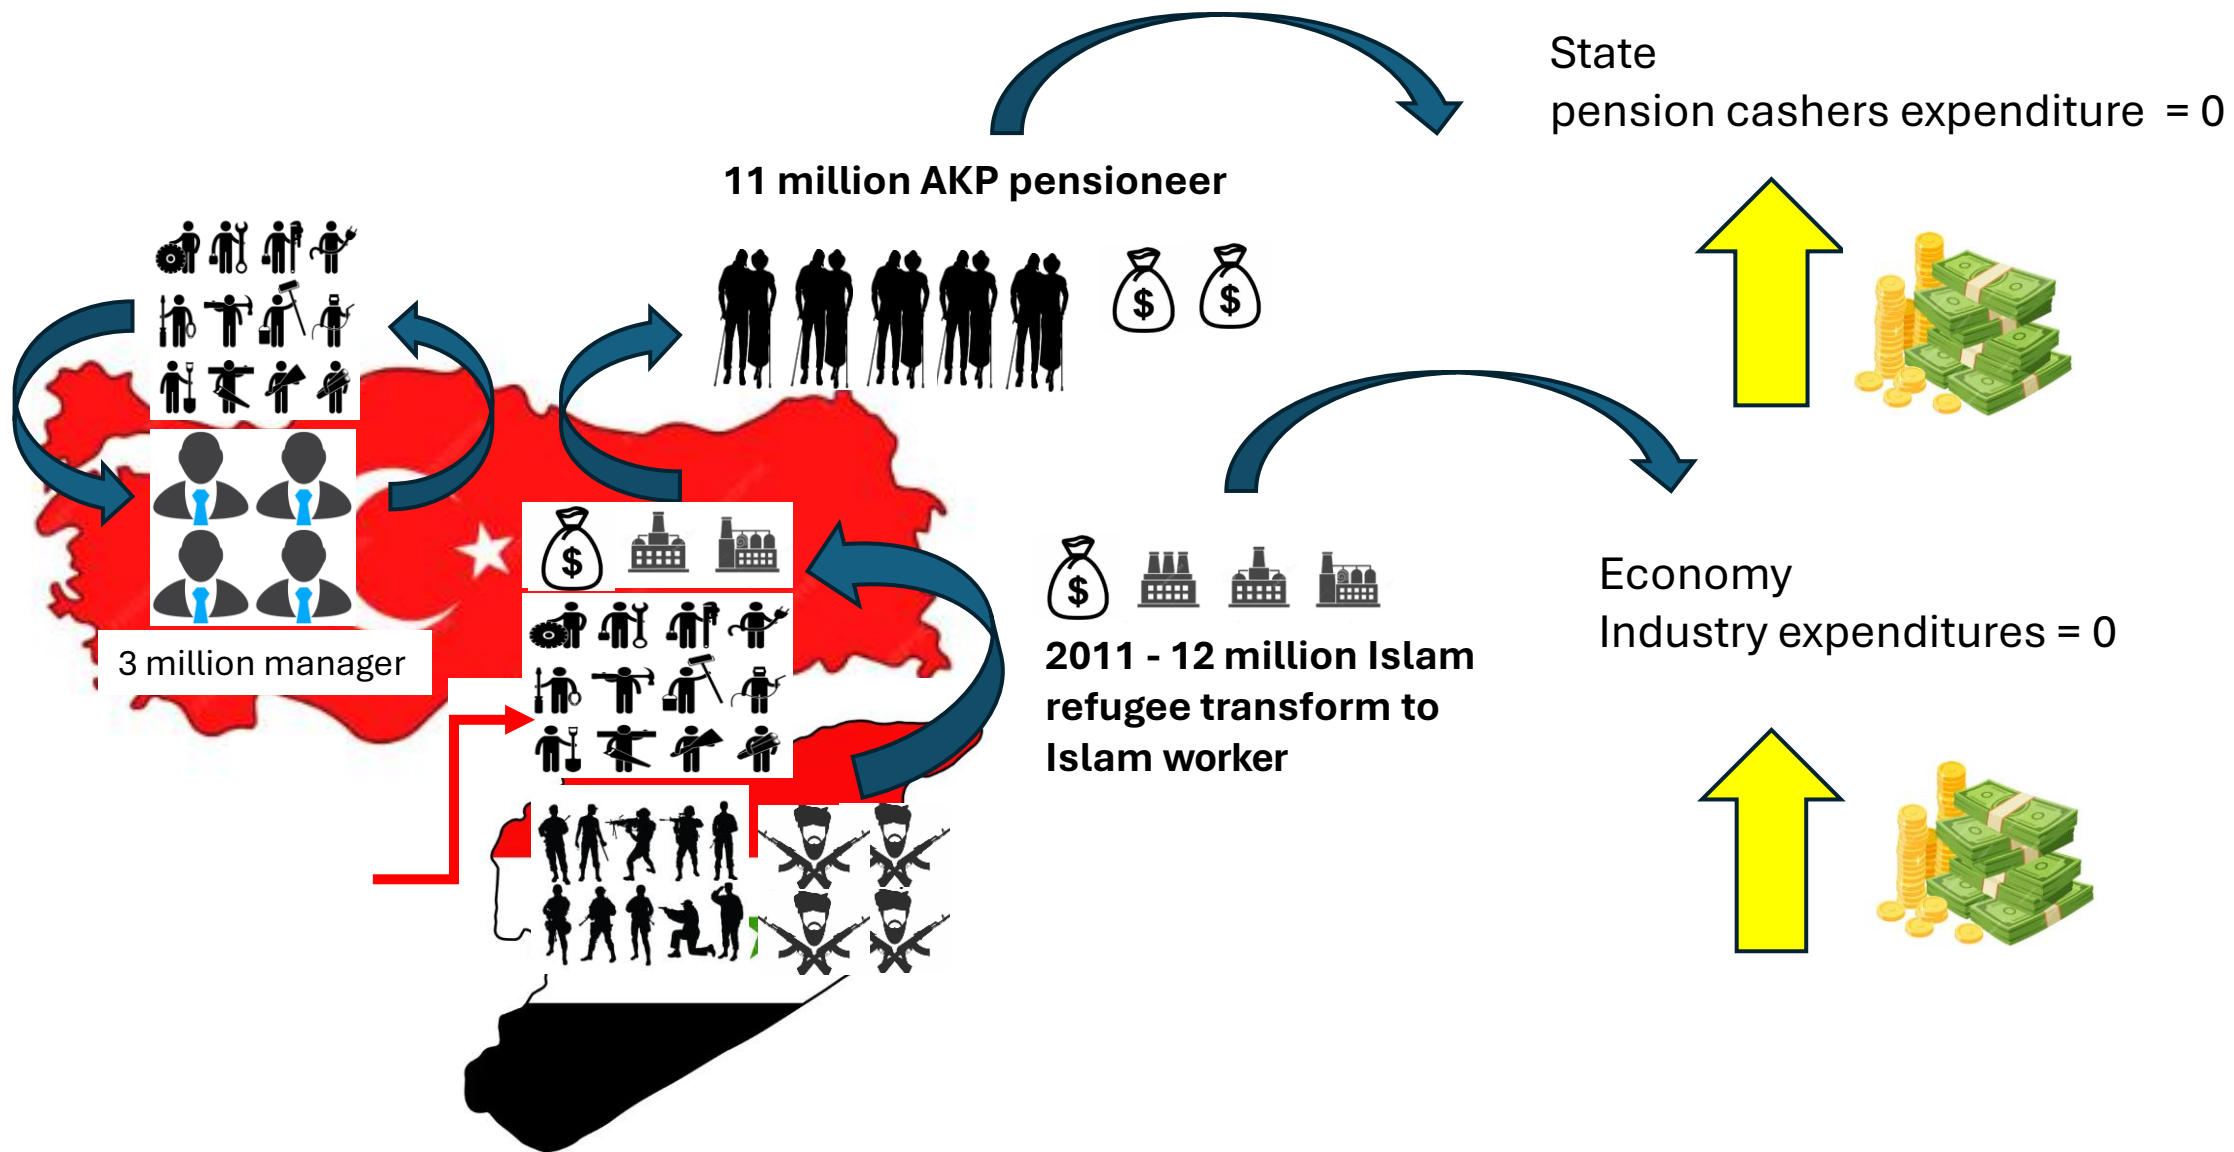 State
pension cashers expenditure = 0
11 million AKP pensioneer
$
$
3 million manager
$
$
2011 - 12 million Islam
refugee transform to
Islam worker
Economy
Industry expenditures = 0